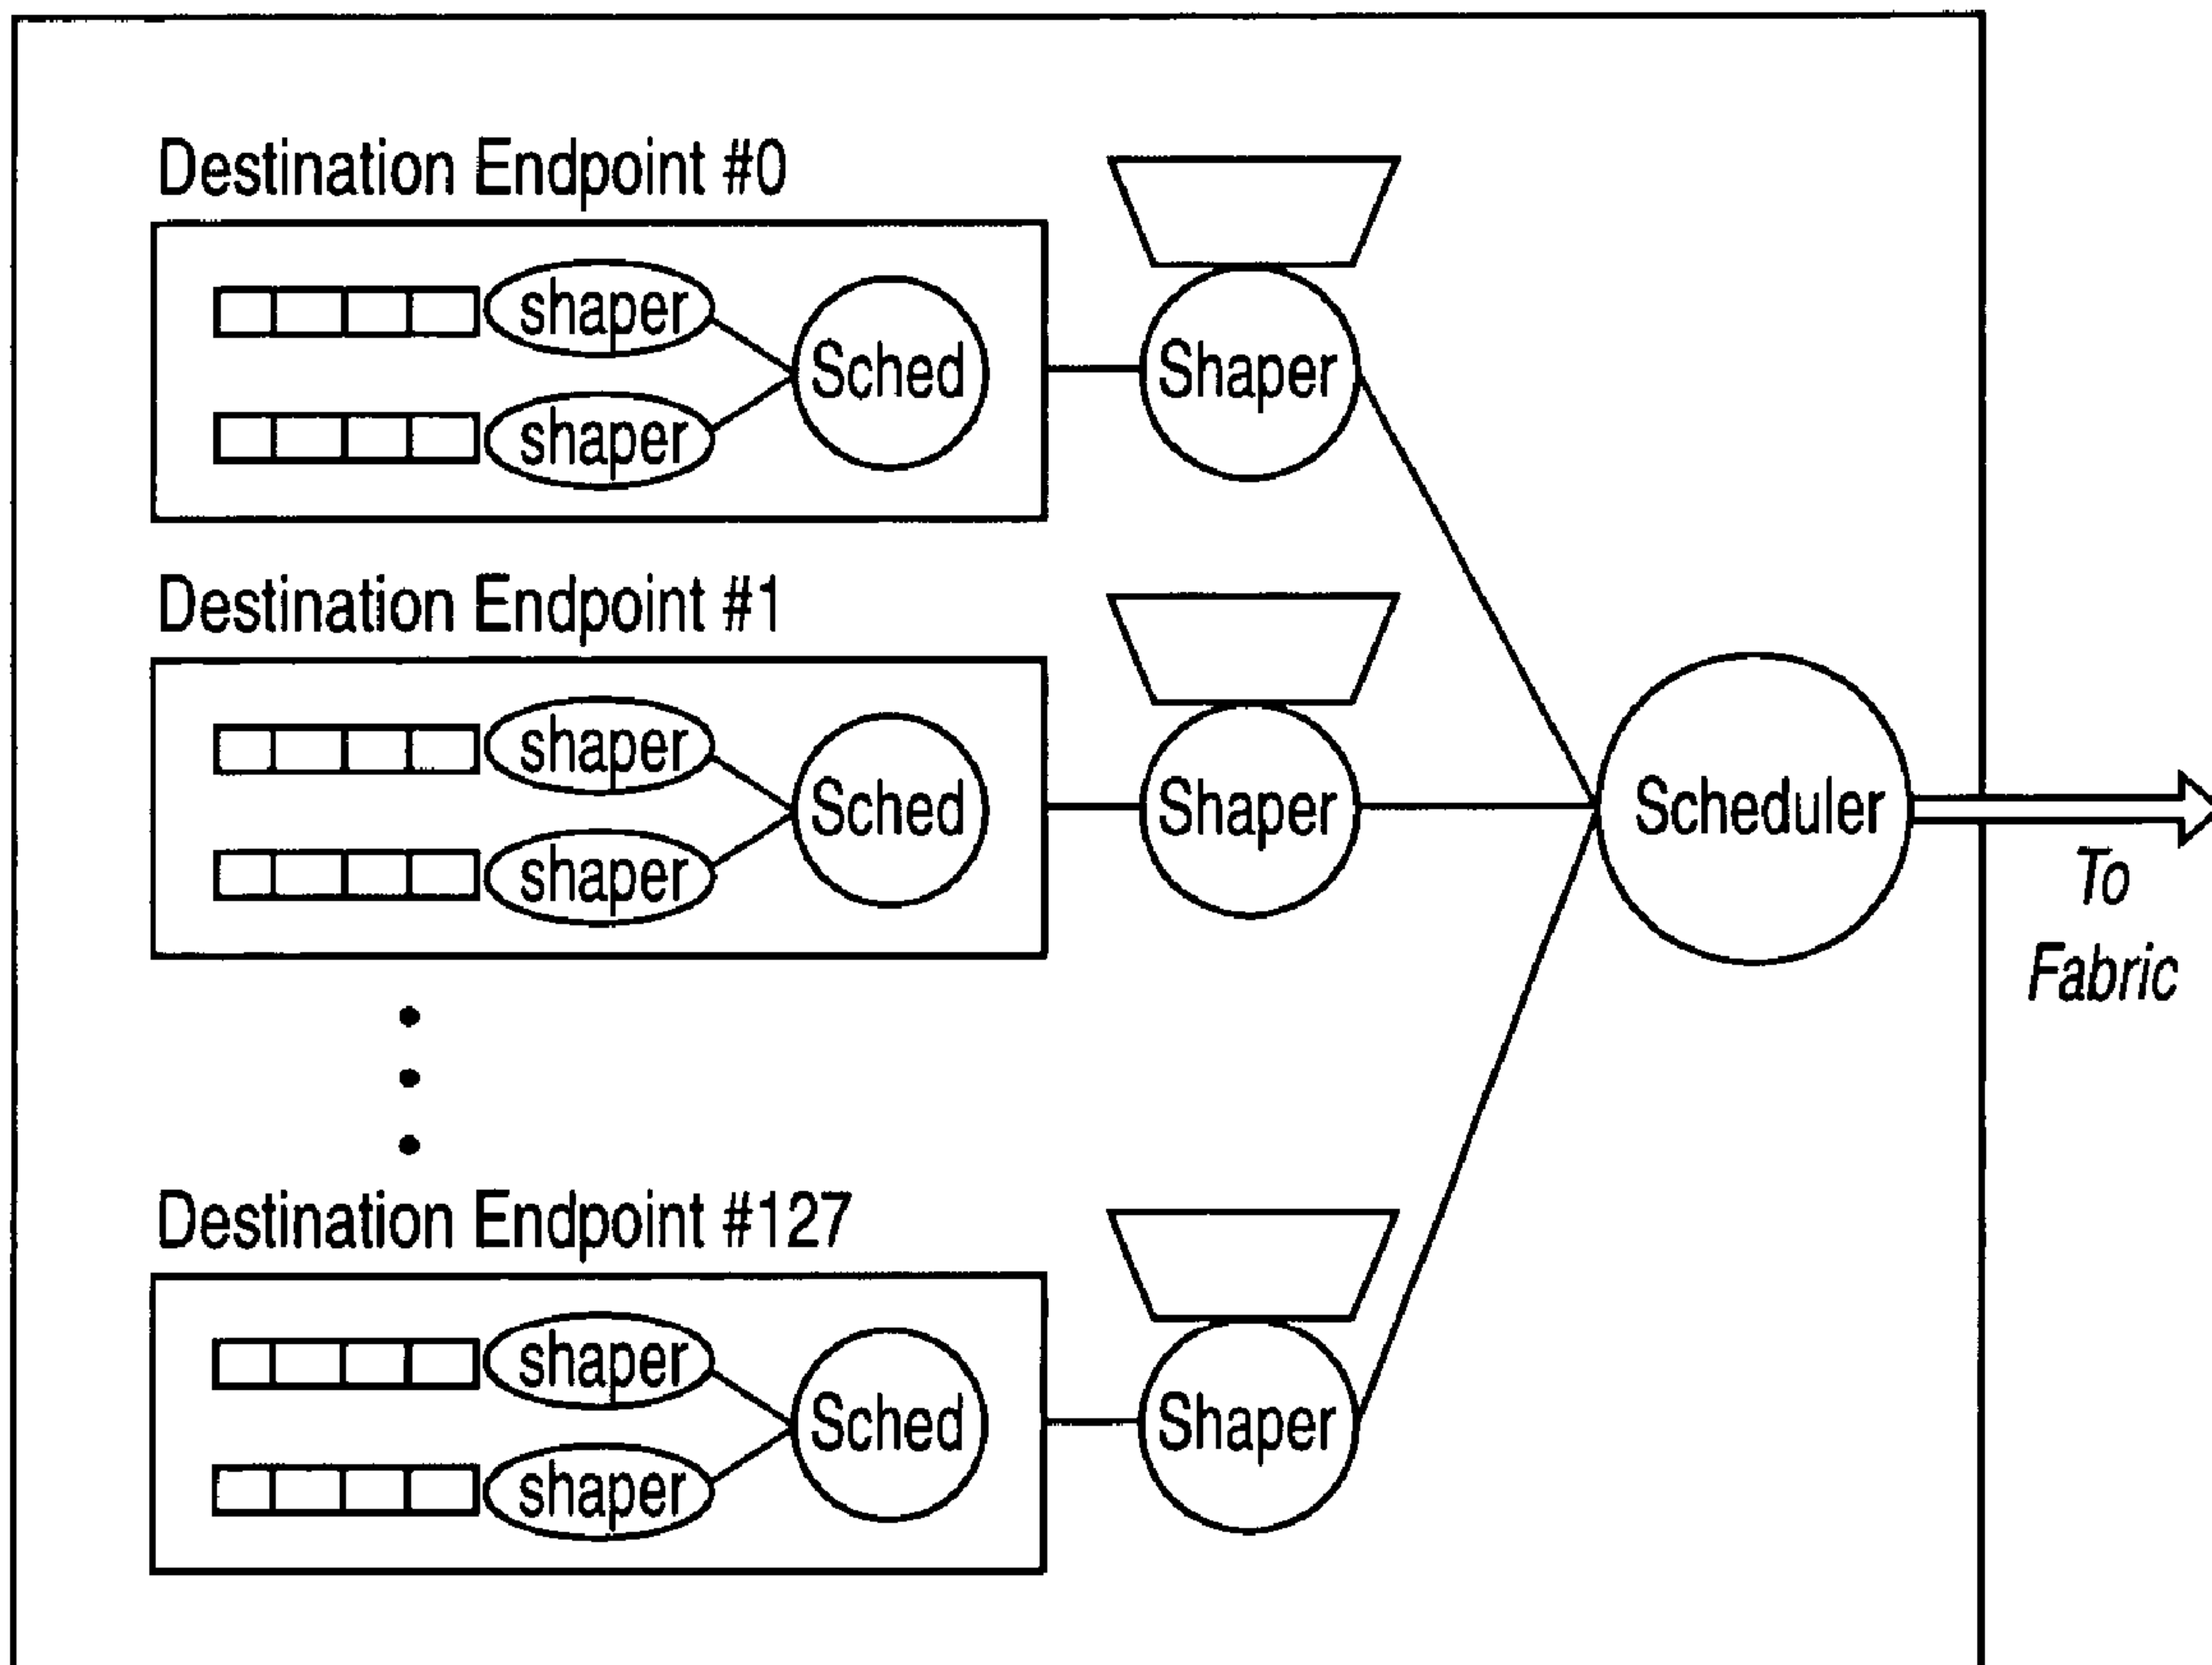 Destination Endpoint #0
shaper
shaper
Sched
Shaper
Destination Endpoint #1
shaper
shaper
Sched
Shaper
Scheduler
To
Fabric
Destination Endpoint #127
shaper
shaper
Sched
Shaper